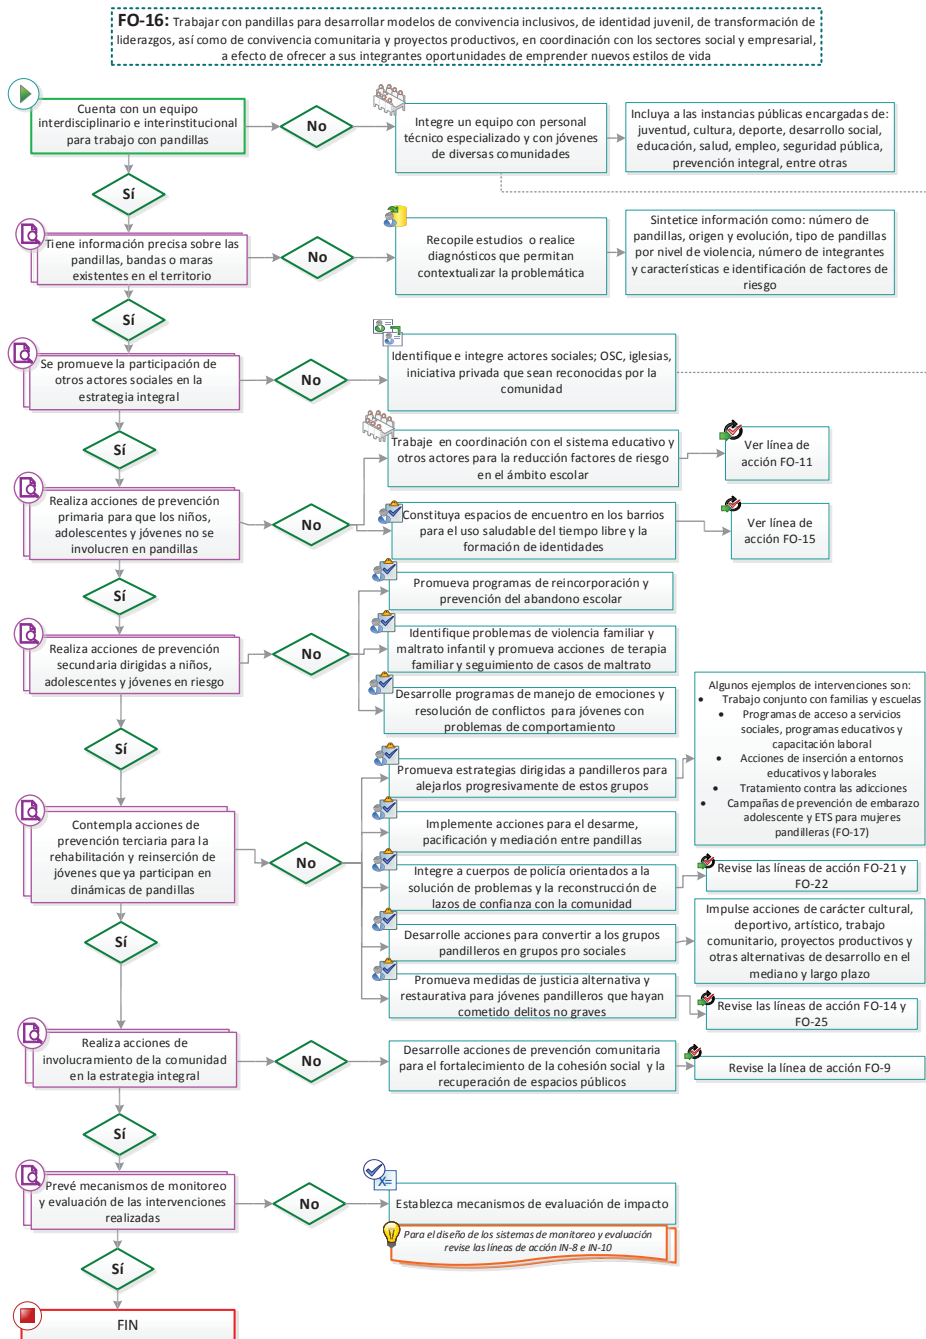 FO-16: Trabajar con pandillas para desarrollar modelos de convivencia inclusivos, de identidad juvenil, de transformación de
liderazgos, así como de convivencia comunitaria y proyectos productivos, en coordinación con los sectores social y empresarial,
a efecto de ofrecer a sus integrantes oportunidades de emprender nuevos estilos de vida
Cuenta con un equipo
interdisciplinario e interinstitucional
para trabajo con pandillas
No
Integre un equipo con personal
técnico especializado y con jóvenes
de diversas comunidades
Incluya a las instancias públicas encargadas de:
juventud, cultura, deporte, desarrollo social,
educación, salud, empleo, seguridad pública,
prevención integral, entre otras
Sí
Tiene información precisa sobre las
pandillas, bandas o maras
existentes en el territorio
No
Recopile estudios o realice
diagnósticos que permitan
contextualizar la problemática
Sintetice información como: número de
pandillas, origen y evolución, tipo de pandillas
por nivel de violencia, número de integrantes
y características e identificación de factores de
riesgo
Sí
Se promueve la participación de
otros actores sociales en la
estrategia integral
No
Identifique e integre actores sociales; OSC, iglesias,
iniciativa privada que sean reconocidas por la
comunidad
Sí
Realiza acciones de prevención
primaria para que los niños,
adolescentes y jóvenes no se
involucren en pandillas
No
Trabaje en coordinación con el sistema educativo y
otros actores para la reducción factores de riesgo
en el ámbito escolar
Ver línea de
acción FO-11
Constituya espacios de encuentro en los barrios
para el uso saludable del tiempo libre y la
formación de identidades
Ver línea de
acción FO-15
Sí
Realiza acciones de prevención
secundaria dirigidas a niños,
adolescentes y jóvenes en riesgo
No
Promueva programas de reincorporación y
prevención del abandono escolar
Identifique problemas de violencia familiar y
maltrato infantil y promueva acciones de terapia
familiar y seguimiento de casos de maltrato
Desarrolle programas de manejo de emociones y
resolución de conflictos para jóvenes con
problemas de comportamiento
Sí
Contempla acciones de
prevención terciaria para la
rehabilitación y reinserción de
jóvenes que ya participan en
dinámicas de pandillas
No
Promueva estrategias dirigidas a pandilleros para
alejarlos progresivamente de estos grupos
Algunos ejemplos de intervenciones son:
• Trabajo conjunto con familias y escuelas
• Programas de acceso a servicios
sociales, programas educativos y
capacitación laboral
• Acciones de inserción a entornos
educativos y laborales
• Tratamiento contra las adicciones
• Campañas de prevención de embarazo
adolescente y ETS para mujeres
pandilleras (FO-17)
Implemente acciones para el desarme,
pacificación y mediación entre pandillas
Integre a cuerpos de policía orientados a la
solución de problemas y la reconstrucción de
lazos de confianza con la comunidad
Revise las líneas de acción FO-21 y
FO-22
Desarrolle acciones para convertir a los grupos
pandilleros en grupos pro sociales
Impulse acciones de carácter cultural,
deportivo, artístico, trabajo
comunitario, proyectos productivos y
otras alternativas de desarrollo en el
mediano y largo plazo
Promueva medidas de justicia alternativa y
restaurativa para jóvenes pandilleros que hayan
cometido delitos no graves
Revise las líneas de acción FO-14 y
FO-25
Sí
Realiza acciones de
involucramiento de la comunidad
en la estrategia integral
No
Desarrolle acciones de prevención comunitaria
para el fortalecimiento de la cohesión social y la
recuperación de espacios públicos
Revise la línea de acción FO-9
Sí
Prevé mecanismos de monitoreo
y evaluación de las intervenciones
realizadas
No
X=
Establezca mecanismos de evaluación de impacto
Para el diseño de los sistemas de monitoreo y evaluación
revise las líneas de acción IN-8 e IN-10
Sí
FIN